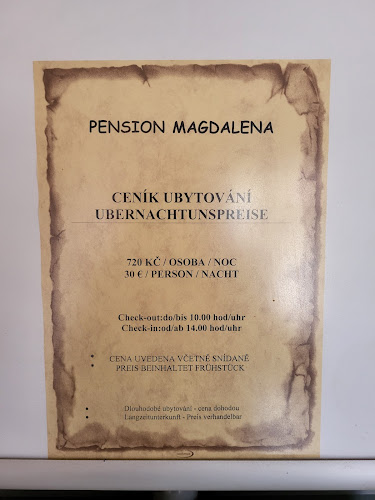 PENSION MAGDALENA
CENÍK UBYTOVÁNÍ
UBERNACHTUNSPREISE
720 KČ / OSOBA / NOC
30 € / PERSON / NACHT
Check-out:do/bis 10.00 hod/uhr
Check-in:od/ab 14.00 hod/uhr
CENA UVEDENA VČETNÉ SNÍDANĚ
PREIS BEINHALTET FRÜHSTÜCK
Dlouhodobé ubytování - cena dohodou
Langzeitunterkunft - Preis verhandelbar